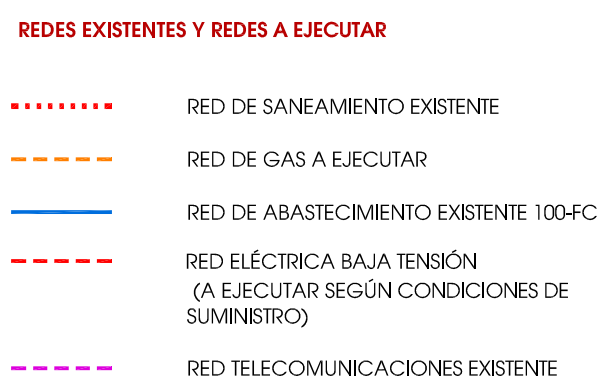 REDES EXISTENTES Y REDES A EJECUTAR
RED DE SANEAMIENTO EXISTENTE
RED DE GAS A EJECUTAR
RED DE ABASTECIMIENTO EXISTENTE 100-FC
RED ELÉCTRICA BAJA TENSIÓN
(A EJECUTAR SEGÚN CONDICIONES DE
SUMINISTRO)
RED TELECOMUNICACIONES EXISTENTE